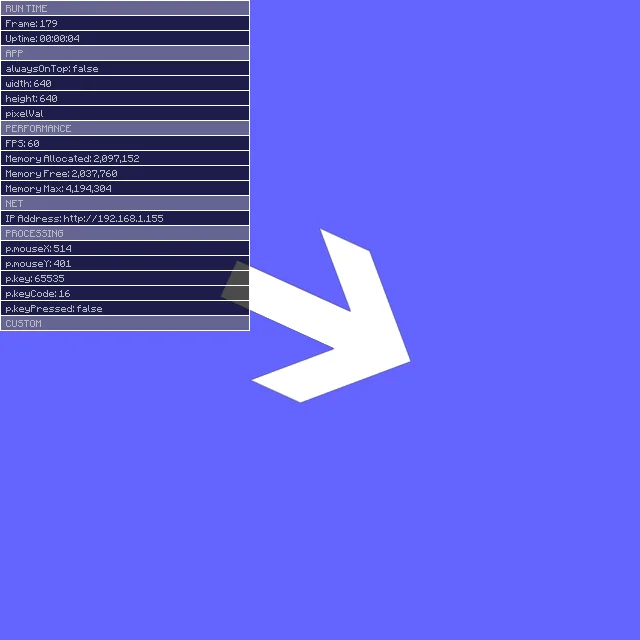 RUN TIME
Frame: 179
Uptime: 00:00:04
APP
alwaysOnTop: false
width: 640
height: 640
pixelVal
PERFORMANCE
FPS: 60
Memory Allocated: 2,097,152
Memory Free: 2,037,760
Memory Max: 4,194,304
NET
IP Address: http://192.168.1.155
PROCESSING
p.mouseX: 514
p.mouseY: 401
p.key: 65535
p.keyCode: 16
p.keyPressed: false
CUSTOM